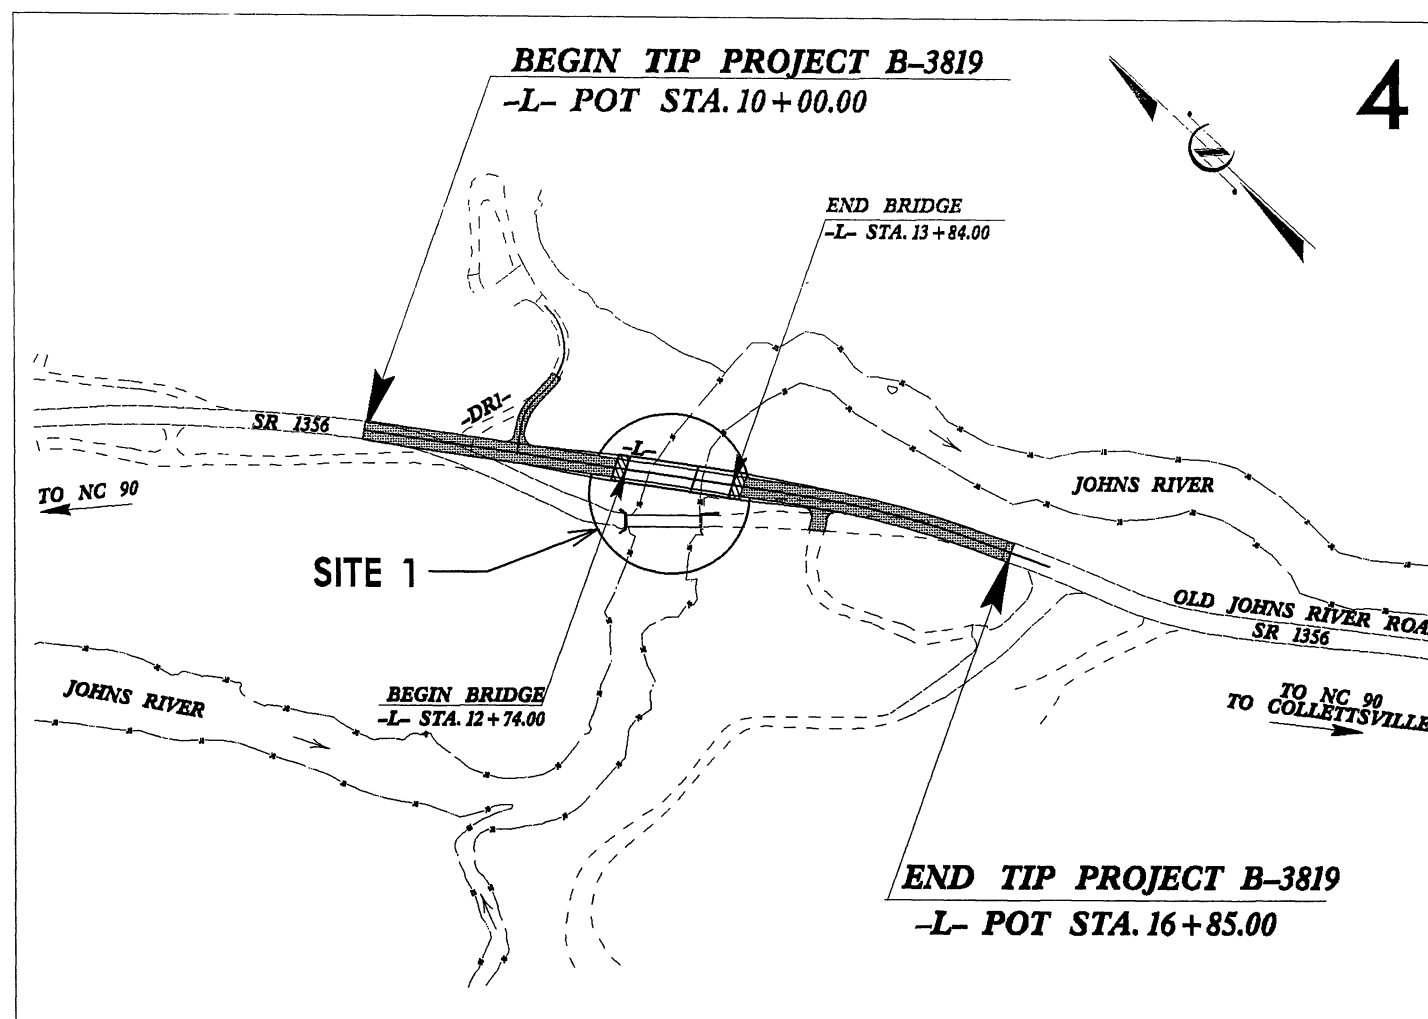 BEGIN TIP PROJECT B-3819
-L- POT STA. 10+00.00
4
END BRIDGE
-L- STA. 13+84.00
-DR1-
SR 1356
-L-
TO NC 90
JOHNS RIVER
SITE 1
OLD JOHNS RIVER ROA
SR 1356
JOHNS RIVER
BEGIN BRIDGE
-L- STA. 12+74.00
TO NC 90
TO COLLETTSVILLE
END TIP PROJECT B-3819
-L- POT STA. 16+85.00